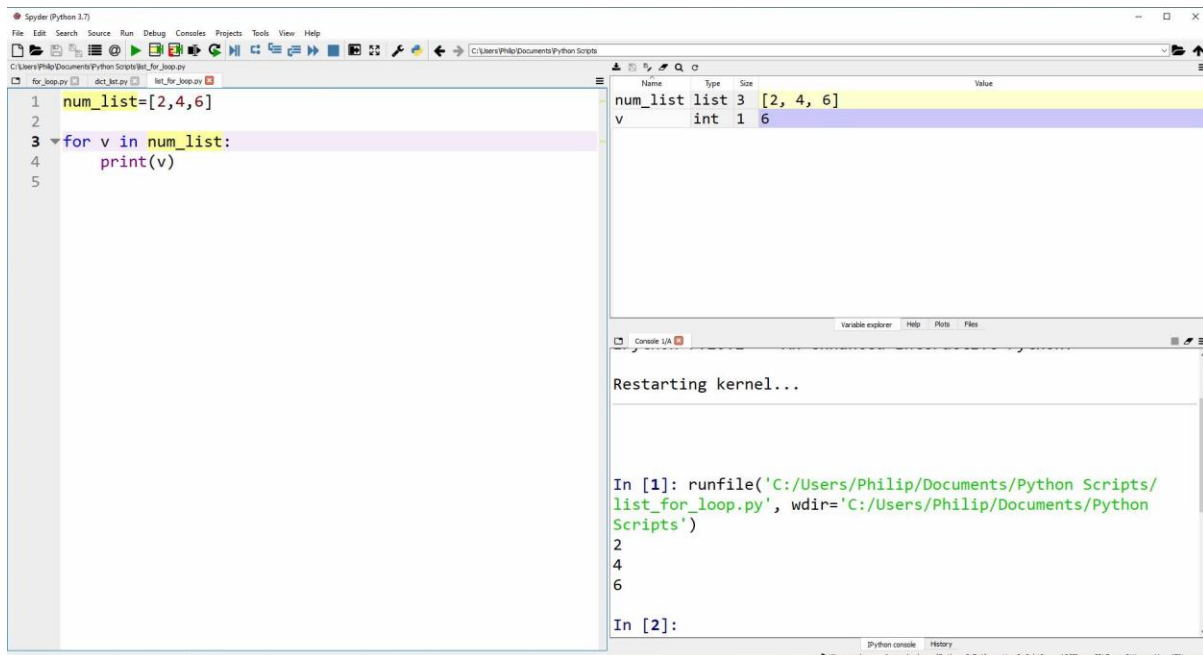 Spyder (Python 3.7)
File Edit Search Source Run Debug Consoles Projects Tools View Help
C:\Users\Philip\Documents\Python Scripts
C:\Users\Philip\Documents\Python Scripts\list_for_loop.py
for_loop.py dict_list.py list_for_loop.py
1 num_list=[2,4,6]
2
3 for v in num_list:
4 print(v)
5
Name Type Size Value
num_list list 3 [2, 4, 6]
v int 1 6
Variable explorer Help Plots Files
Console 1/A
Restarting kernel...
In [1]: runfile('C:/Users/Philip/Documents/Python Scripts/
list_for_loop.py', wdir='C:/Users/Philip/Documents/Python
Scripts')
2
4
6
In [2]:
IPython console History